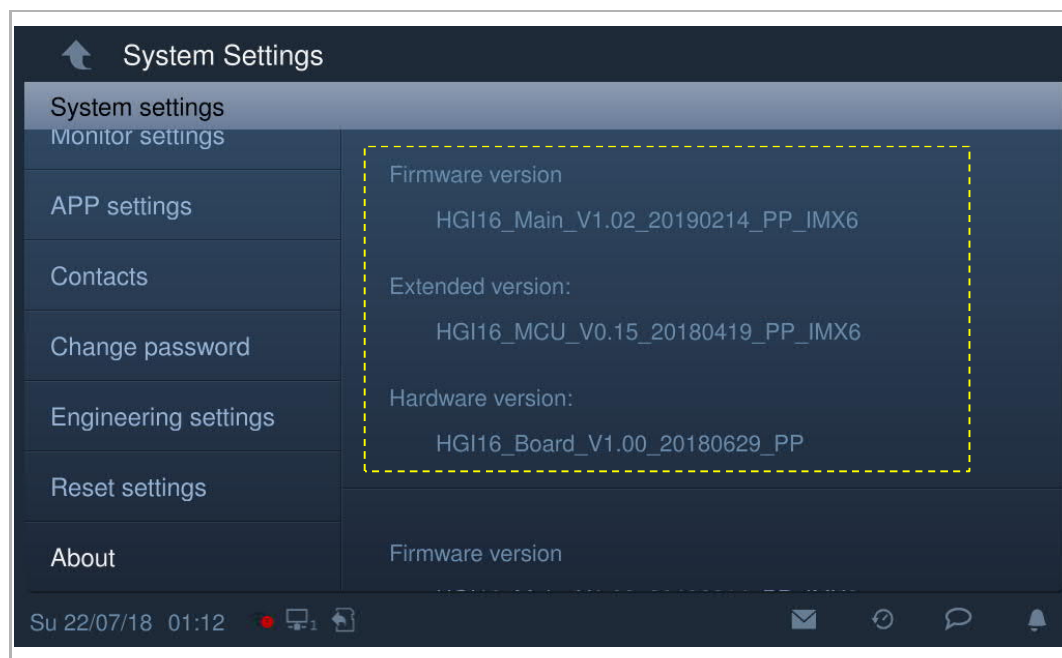 System Settings
System settings
Monitor settings
APP settings
Contacts
Change password
Engineering settings
Reset settings
About
Firmware version
HGI16_Main_V1.02_20190214_PP_IMX6
Extended version:
HGI16_MCU_V0.15_20180419_PP_IMX6
Hardware version:
HGI16_Board_V1.00_20180629_PP
Firmware version
Su 22/07/18 01:12
1